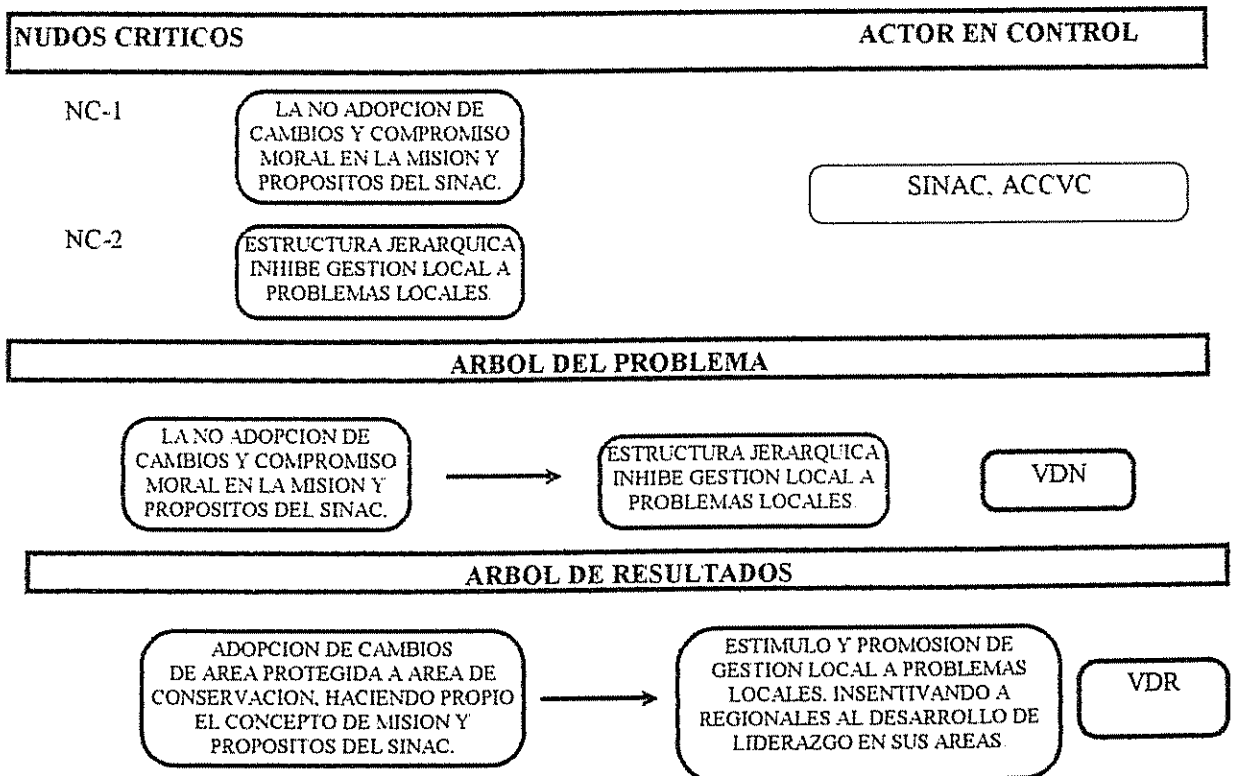 NUDOS CRITICOS ACTOR EN CONTROL
NC-1
LA NO ADOPCION DE
CAMBIOS Y COMPROMISO
MORAL EN LA MISION Y
PROPOSITOS DEL SINAC.
SINAC, ACCVC
NC-2
ESTRUCTURA JERARQUICA
INHIBE GESTION LOCAL A
PROBLEMAS LOCALES.
ARBOL DEL PROBLEMA
LA NO ADOPCION DE
CAMBIOS Y COMPROMISO
MORAL EN LA MISION Y
PROPOSITOS DEL SINAC.
ESTRUCTURA JERARQUICA
INHIBE GESTION LOCAL A
PROBLEMAS LOCALES.
VDN
ARBOL DE RESULTADOS
ADOPCION DE CAMBIOS
DE AREA PROTEGIDA A AREA DE
CONSERVACION, HACIENDO PROPIO
EL CONCEPTO DE MISION Y
PROPOSITOS DEL SINAC.
ESTIMULO Y PROMOSION DE
GESTION LOCAL A PROBLEMAS
LOCALES. INSENTIVANDO A
REGIONALES AL DESARROLLO DE
LIDERAZGO EN SUS AREAS.
VDR